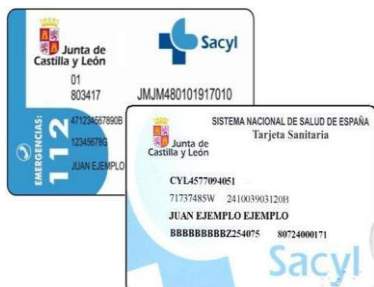 Junta de
Castilla y León
Sacyl
01
803417
JMJM480101917010
EMERGENCIAS:
112
471234567890B
12345678G
JUAN EJEMPLO
SISTEMA NACIONAL DE SALUD DE ESPAÑA
Tarjeta Sanitaria
Junta de
Castilla y León
CYL4577094051
71737485W 241003903120B
JUAN EJEMPLO EJEMPLO
BBBBBBBBBZ254075 80724000171
Sacyl